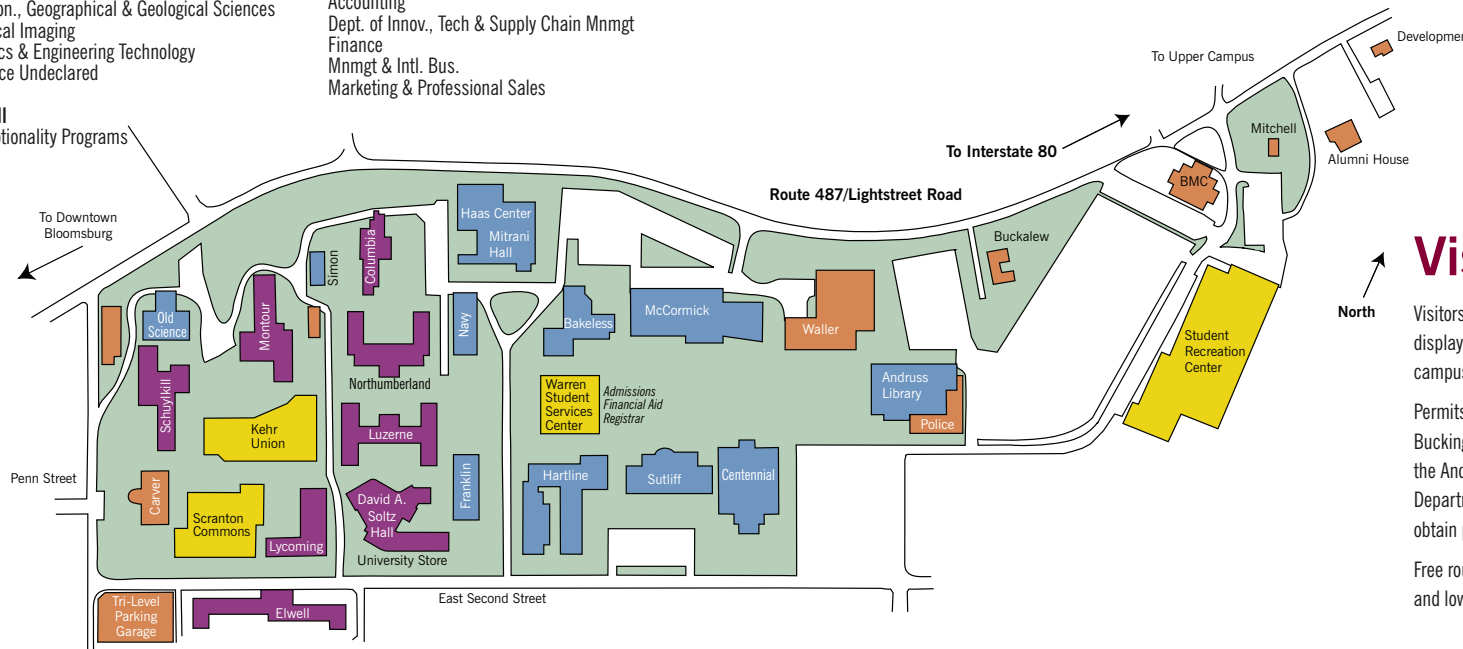 on., Geographical & Geological Sciences
cal Imaging
cs & Engineering Technology
ce Undeclared
ll
tionality Programs
Accounting
Dept. of Innov., Tech & Supply Chain Mnmgt
Finance
Mnmgt & Intl. Bus.
Marketing & Professional Sales
To Upper Campus
Developmen
To Interstate 80
Mitchell
Alumni House
BMC
Route 487/Lightstreet Road
To Downtown
Bloomsburg
Haas Center
Mitrani
Hall
Simon
Columbia
Buckalew
Old
Science
Montour
Navy
Bakeless
McCormick
Waller
North
Student
Recreation
Center
Schuylkill
Northumberland
Warren
Student
Services
Center
Admissions
Financial Aid
Registrar
Andruss
Library
Police
Kehr
Union
Luzerne
Penn Street
Carver
Scranton
Commons
Lycoming
David A.
Soltz
Hall
University Store
Franklin
Hartline
Sutliff
Centennial
East Second Street
Tri-Level
Parking
Garage
Elwell
Vis
Visitors
display
campus
Permits
Bucking
the And
Departm
obtain p
Free rou
and low